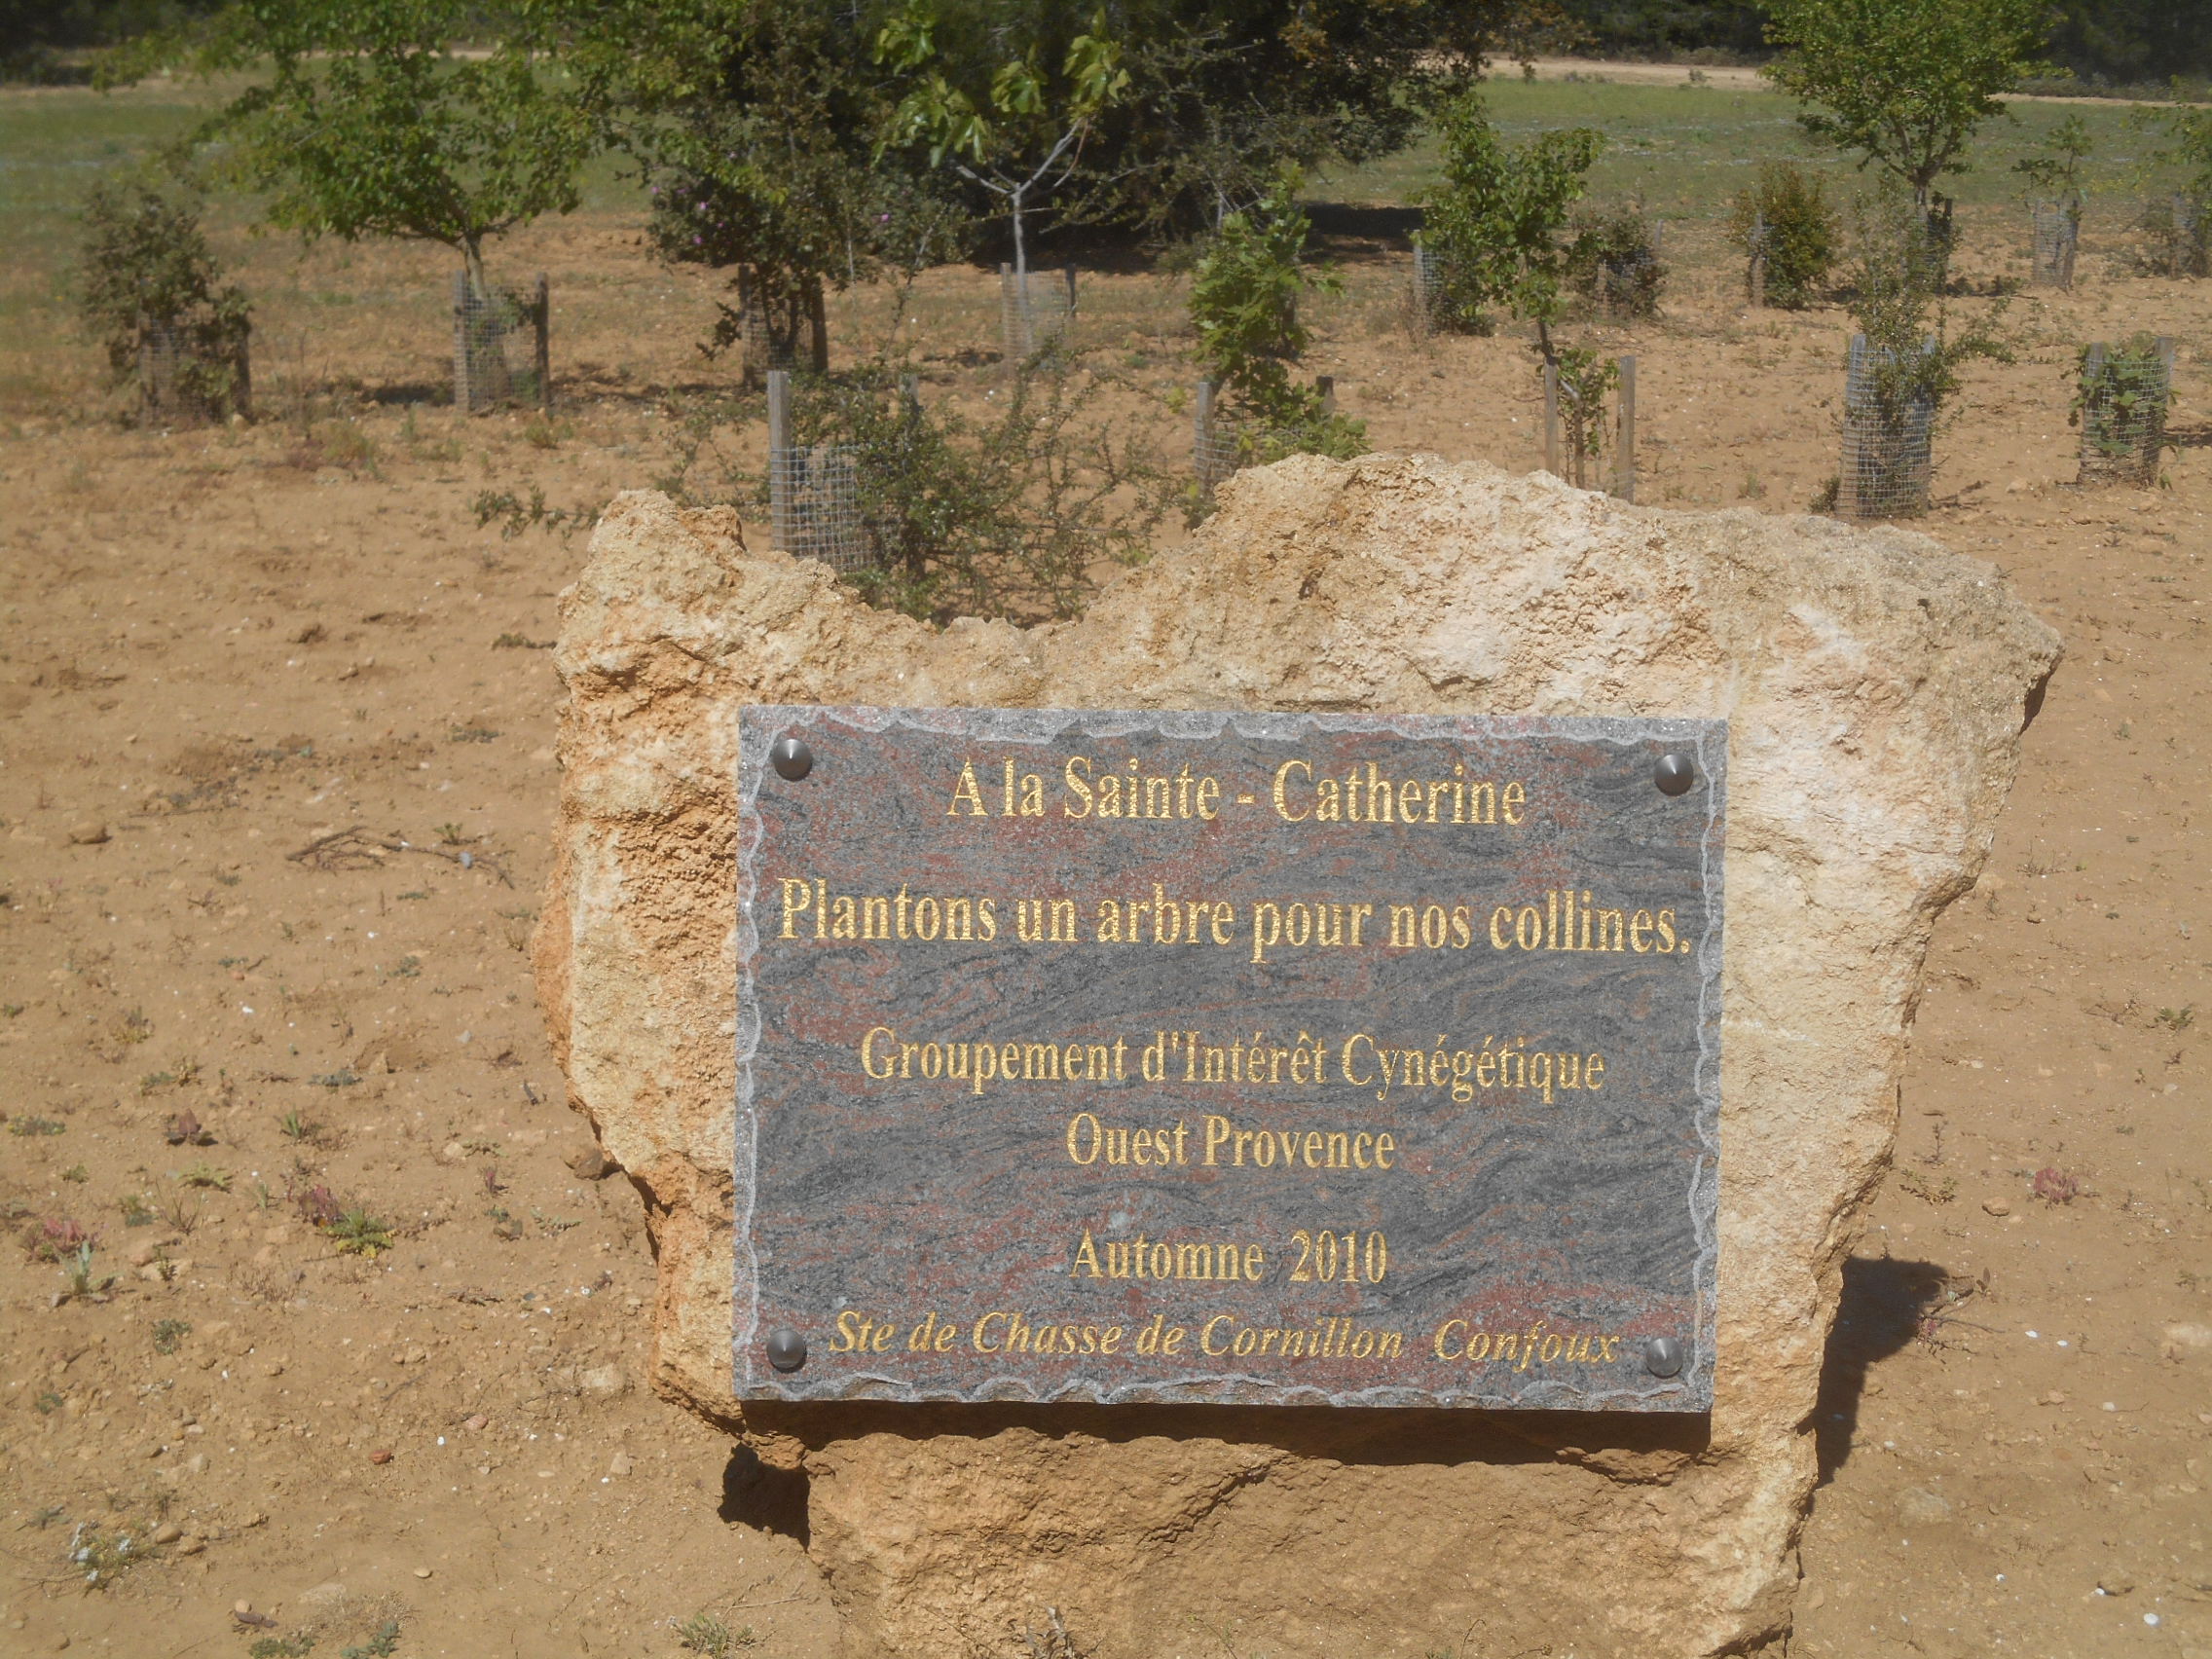 A la Sainte - Catherine
Plantons un arbre pour nos collines.
Groupement d'Intérêt Cynégétique
Ouest Provence
Automne 2010
Ste de Chasse de Cornillon Confoux